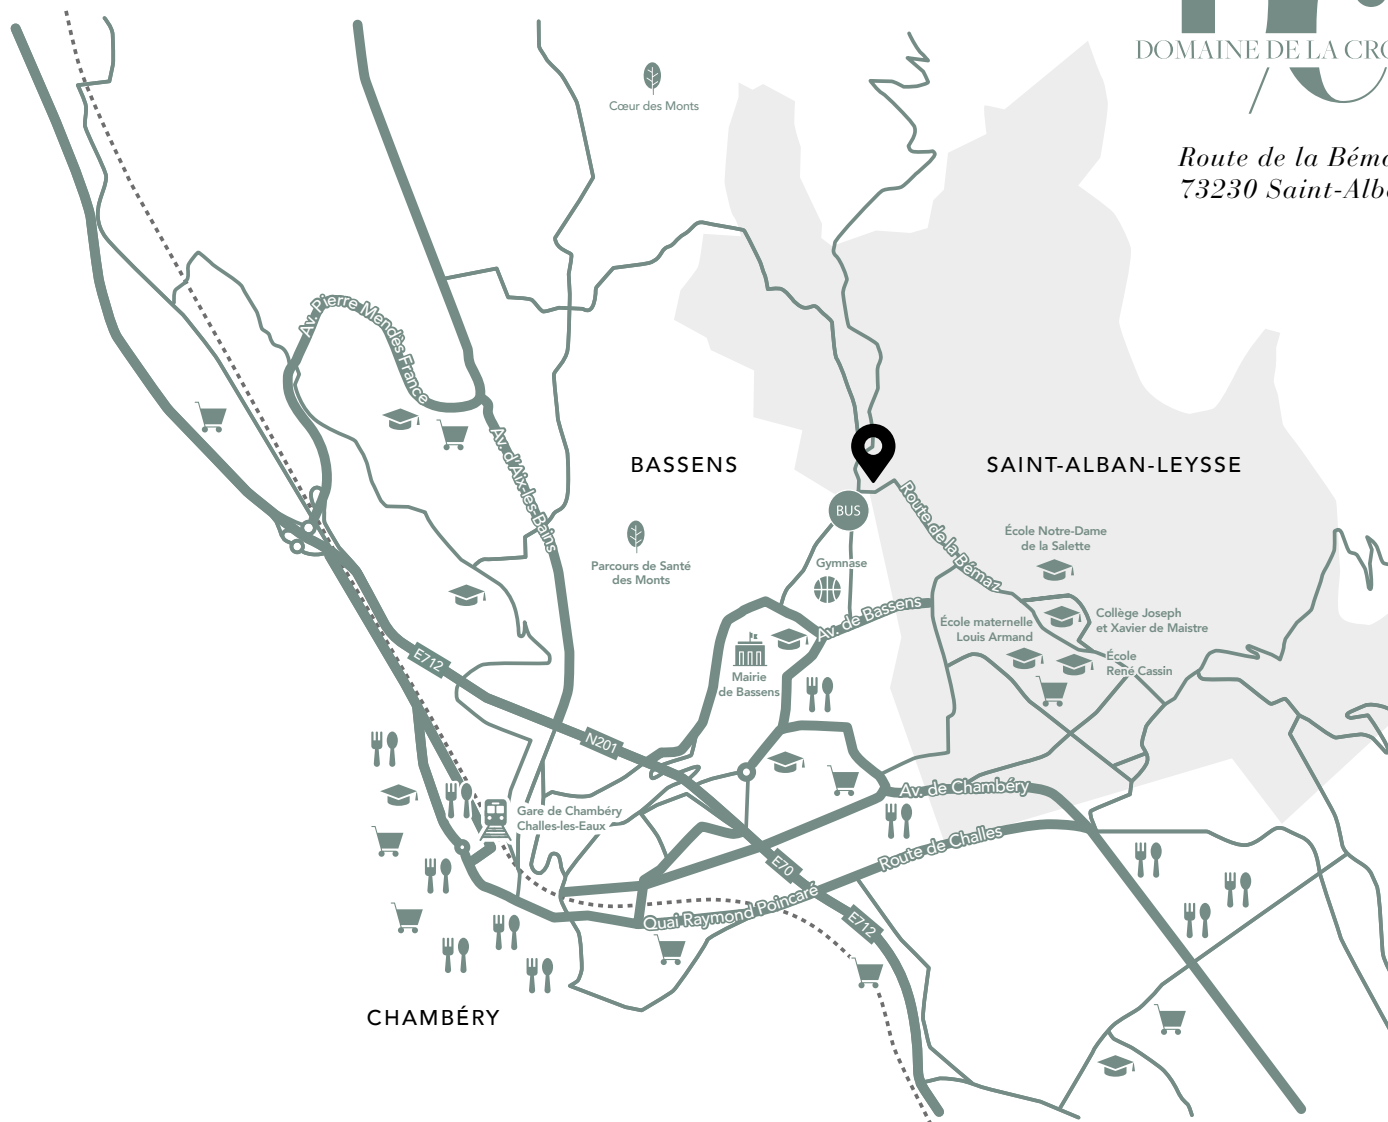 DOMAINE DE LA CRO
Route de la Béma
73230 Saint-Alb
Cœur des Monts
Av. Pierre Mendès France
Av. d'Aix-les-Bains
BASSENS
SAINT-ALBAN-LEYSSE
BUS
Route de la Bémaz
École Notre-Dame
de la Salette
Parcours de Santé
des Monts
Gymnase
Av. de Bassens
École maternelle
Louis Armand
Collège Joseph
et Xavier de Maistre
École
René Cassin
Mairie
de Bassens
E712
N201
Av. de Chambéry
Gare de Chambéry
Challes-les-Eaux
Route de Challes
E70
Quai Raymond Poincaré
E712
CHAMBÉRY